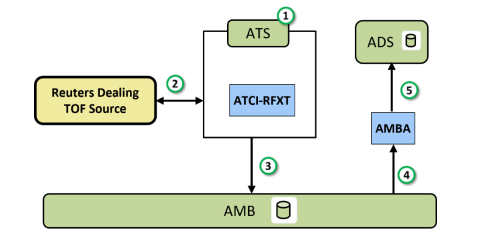 1
ATS
ADS
2
Reuters Dealing
TOF Source
ATCI-RFXT
5
AMBA
3
4
AMB